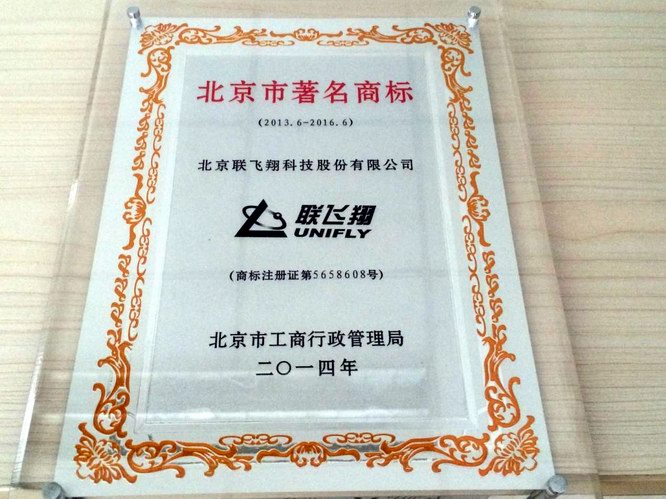 北京市著名商标
(2013.6-2016.6)
北京联飞翔科技股份有限公司
联飞翔
UNIFLY
(商标注册证第5658608号)
北京市工商行政管理局
二〇一四年